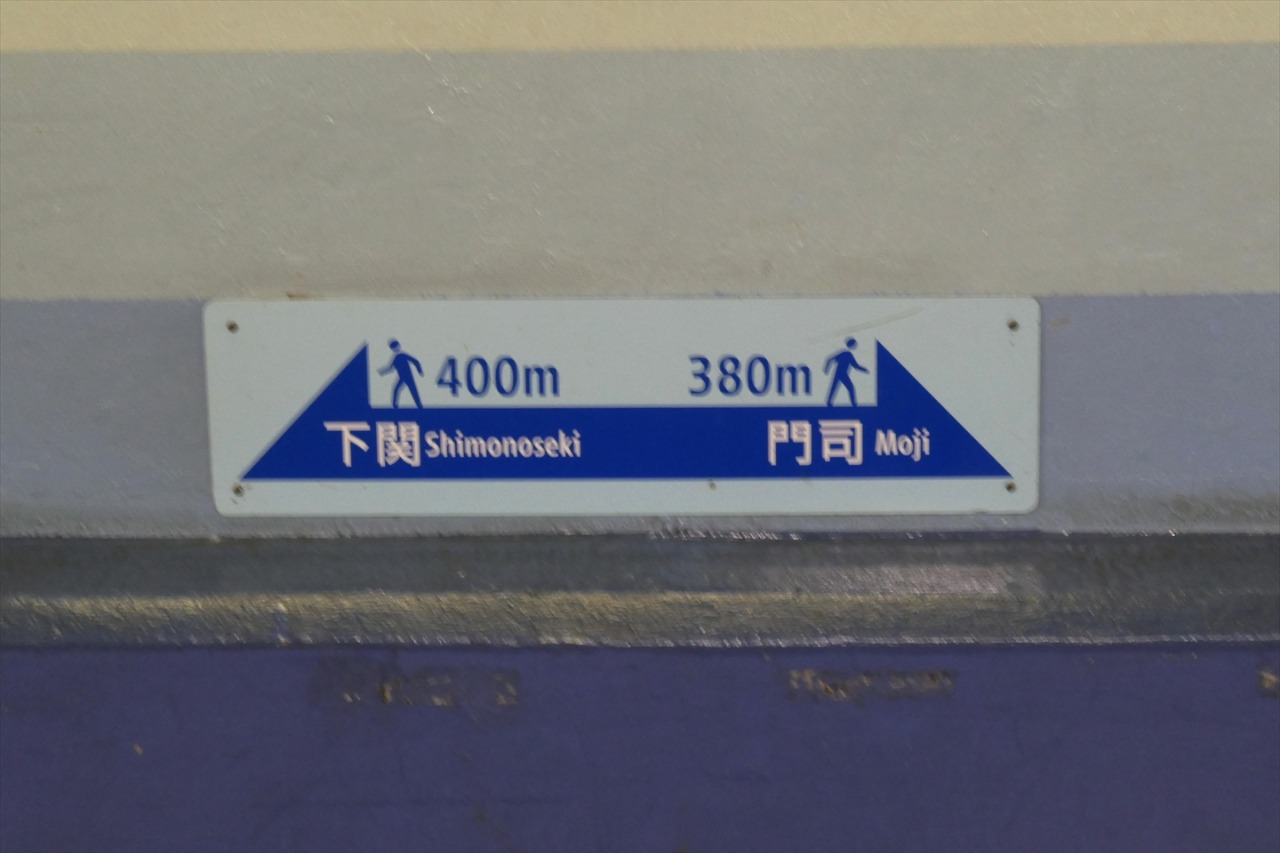 400m 380m
下関 Shimonoseki 門司 Moji